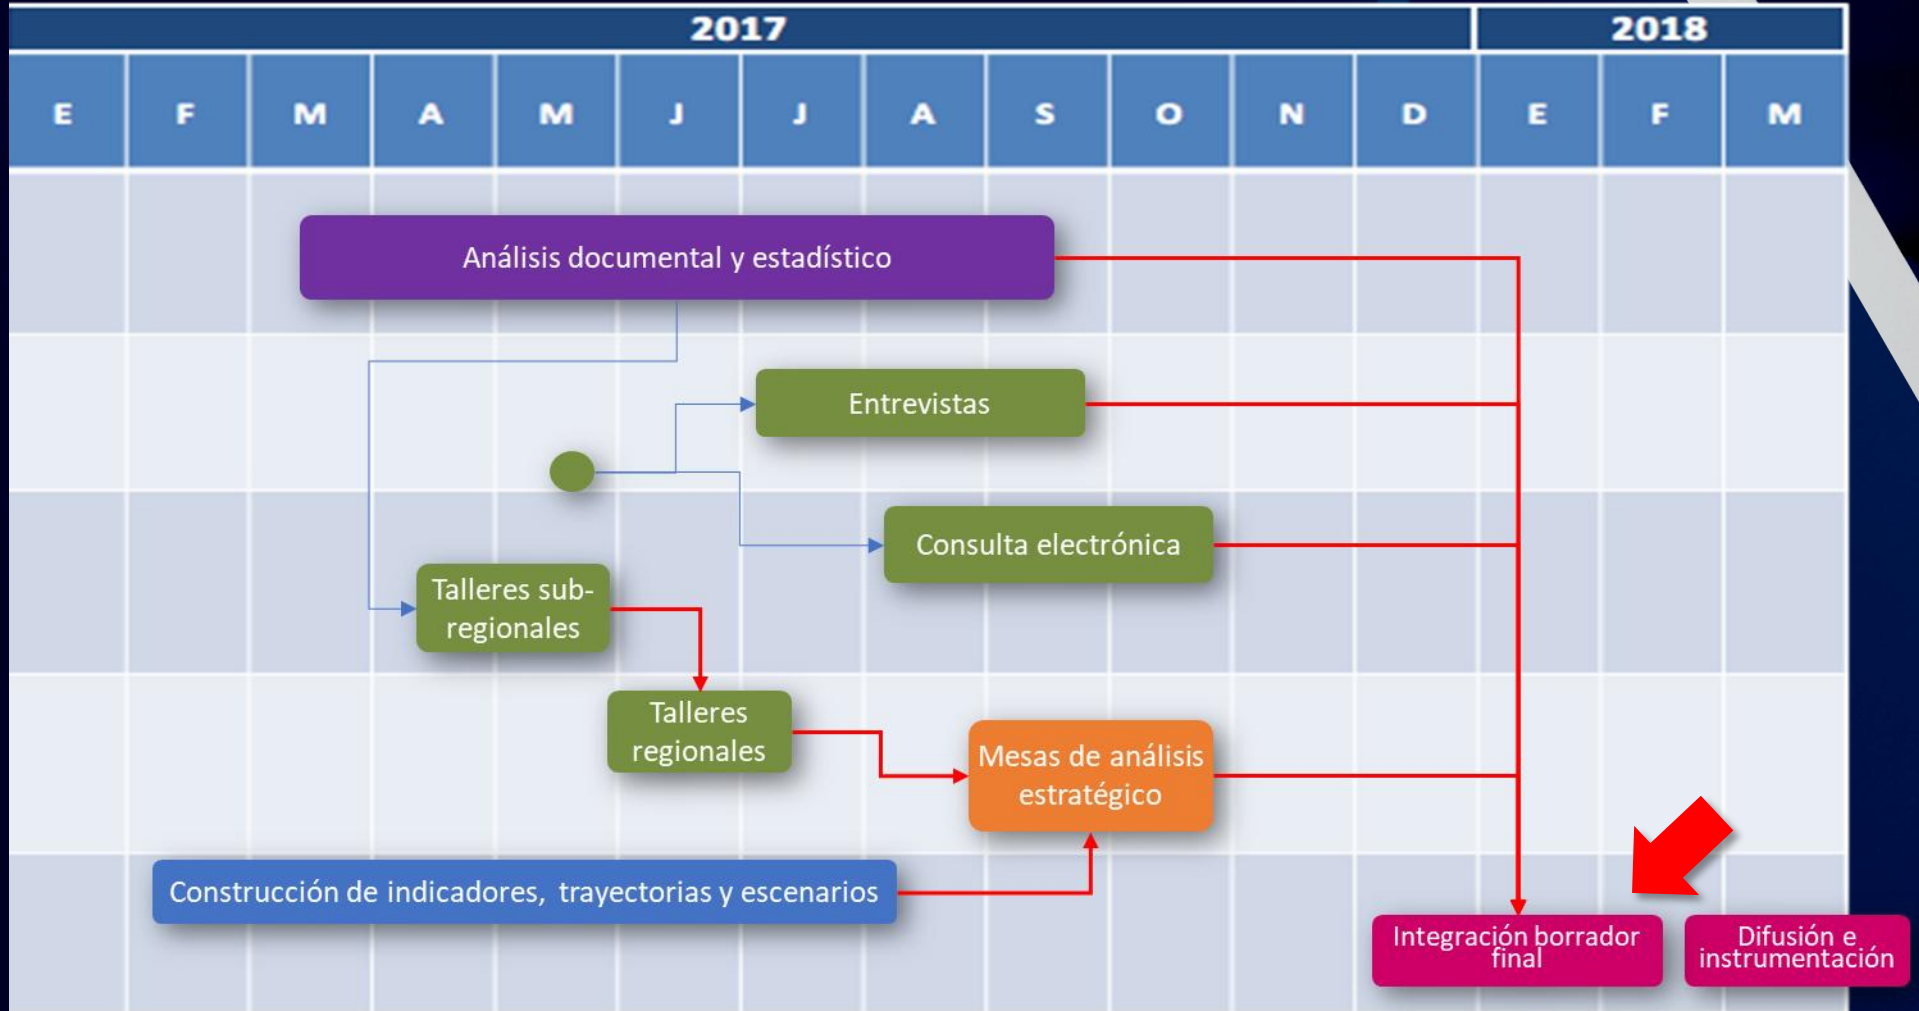 2017
2018
E F M A M J J A S O N D E F M
Análisis documental y estadístico
Entrevistas
Consulta electrónica
Talleres sub-
regionales
Talleres
regionales
Mesas de análisis
estratégico
Construcción de indicadores, trayectorias y escenarios
Integración borrador
final
Difusión e
instrumentación